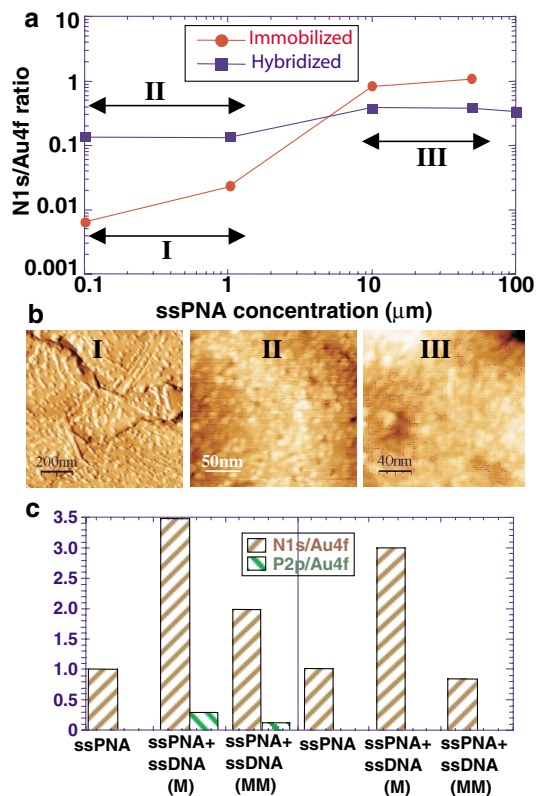 a
N1s/Au4f ratio
10
1
0.1
0.01
0.001
Immobilized
Hybridized
II
III
I
0.1 1 10 100
ssPNA concentration (μm)
b
I
200nm
II
50nm
III
40nm
c
3.5
3.0
2.5
2.0
1.5
1.0
0.5
0
N1s/Au4f
P2p/Au4f
ssPNA
ssPNA+
ssDNA
(M)
ssPNA+
ssDNA
(MM)
ssPNA
ssPNA+
ssDNA
(M)
ssPNA+
ssDNA
(MM)